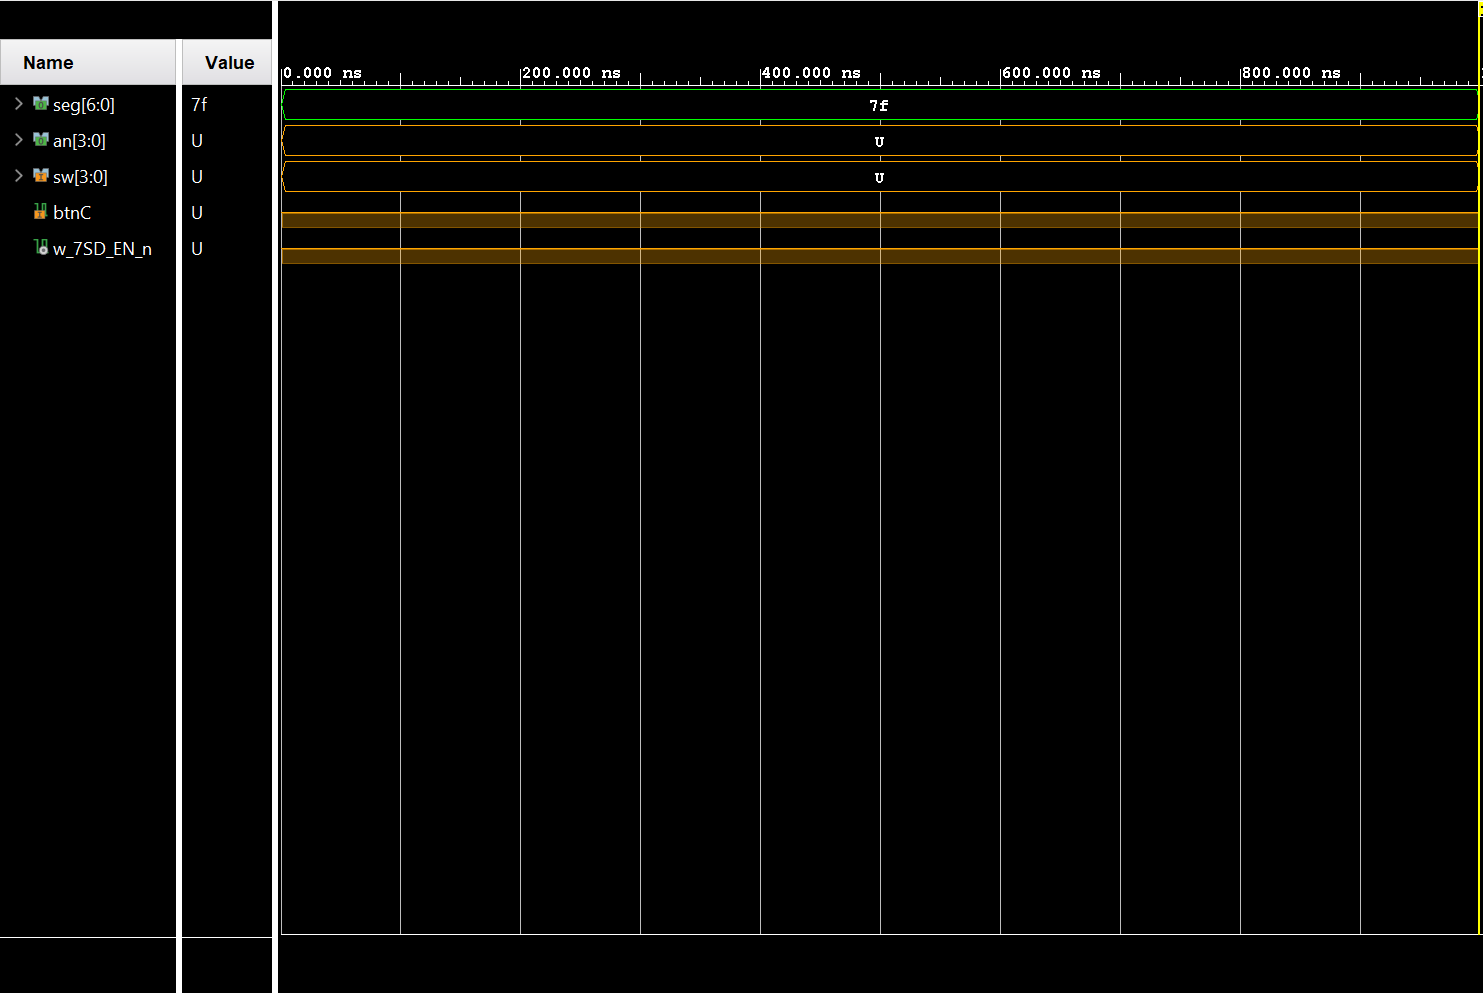 Name Value
0.000 ns 200.000 ns 400.000 ns 600.000 ns 800.000 ns
seg[6:0] 7f 7f
an[3:0] U U
sw[3:0] U U
btnC U
w_7SD_EN_n U